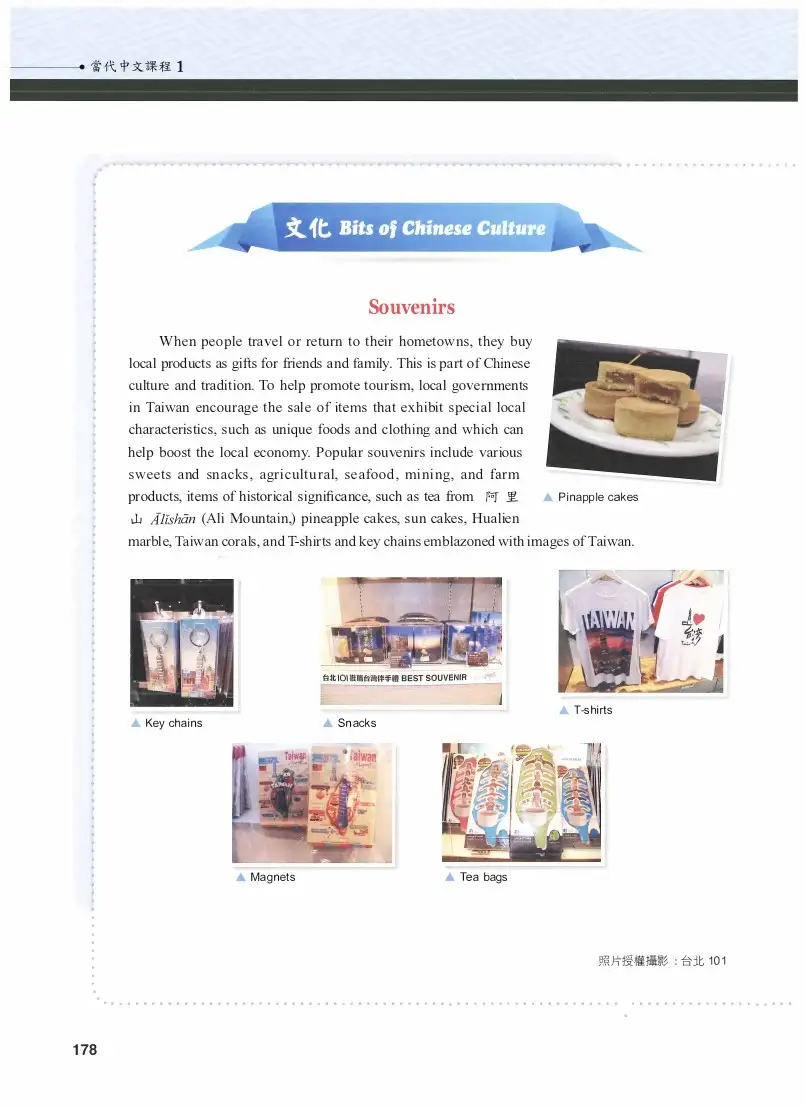 當代中文課程 1
文化 Bits of Chinese Culture
Souvenirs
When people travel or return to their hometowns, they buy
local products as gifts for friends and family. This is part of Chinese
culture and tradition. To help promote tourism, local governments
in Taiwan encourage the sale of items that exhibit special local
characteristics, such as unique foods and clothing and which can
help boost the local economy. Popular souvenirs include various
sweets and snacks, agricultural, seafood, mining, and farm
products, items of historical significance, such as tea from 阿里
山 Ālǐshān (Ali Mountain,) pineapple cakes, sun cakes, Hualien
marble, Taiwan corals, and T-shirts and key chains emblazoned with images of Taiwan.
▲ Pinapple cakes
台北101推薦台灣伴手禮 BEST SOUVENIR
TAIWAN
台灣
▲ Key chains
▲ Snacks
▲ T-shirts
Taiwan
Taiwan
▲ Magnets
▲ Tea bags
照片授權攝影：台北 101
178